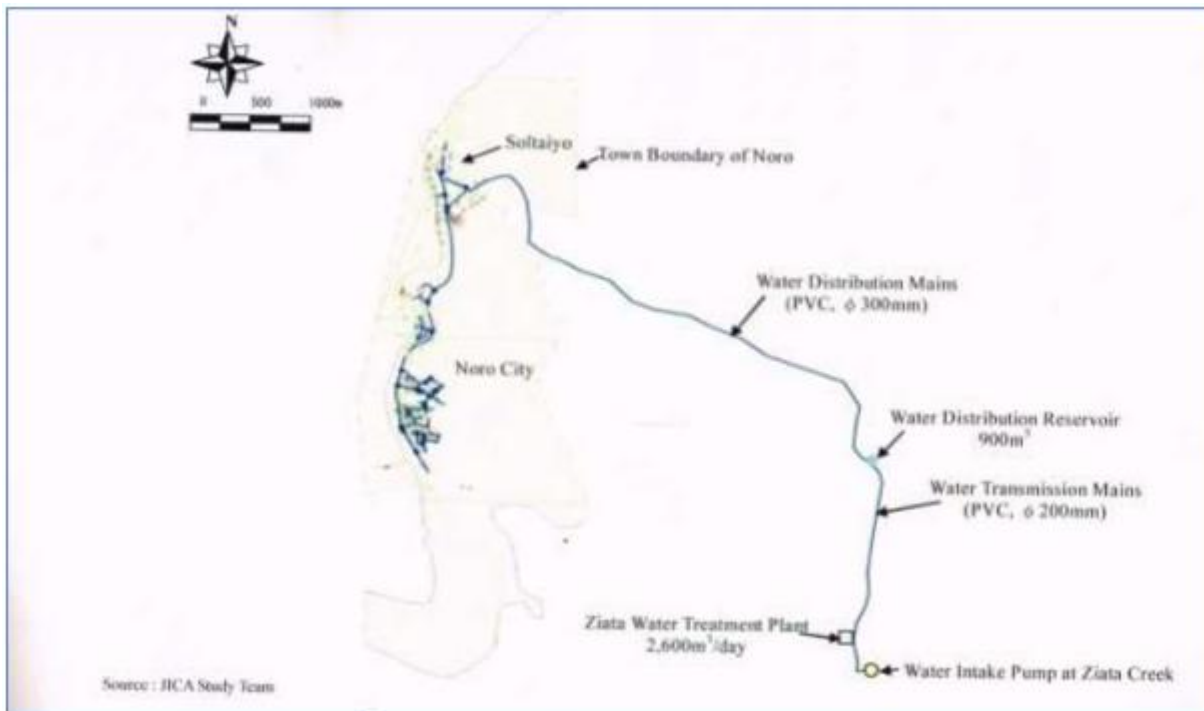 N
0 500 1000m
Soltaiyo
Town Boundary of Noro
Water Distribution Mains
(PVC, φ 300mm)
Noro City
Water Distribution Reservoir
900m³
Water Transmission Mains
(PVC, φ 200mm)
Ziata Water Treatment Plant
2,600m³/day
Water Intake Pump at Ziata Creek
Source : JICA Study Team